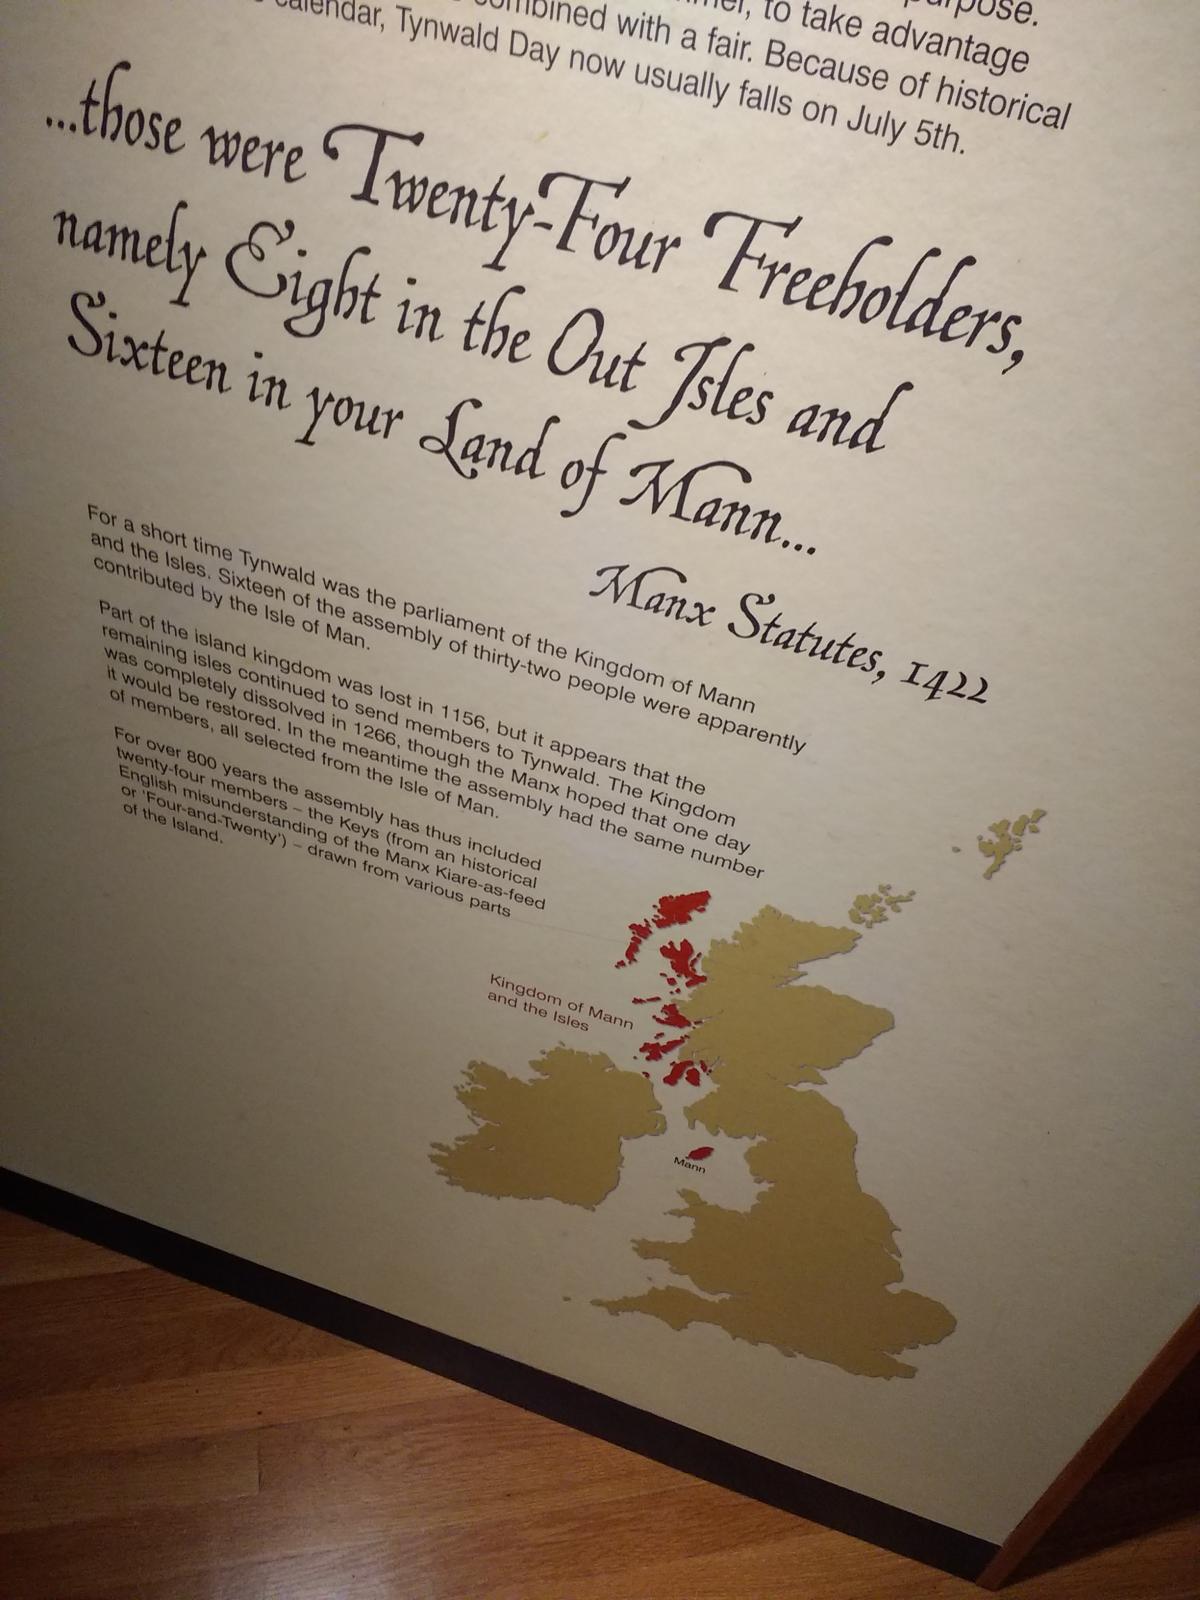 purpose.
to take advantage
combined with a fair. Because of historical
calendar, Tynwald Day now usually falls on July 5th.
...those were Twenty-Four Freeholders,
namely Eight in the Out Isles and
Sixteen in your Land of Mann...
Manx Statutes, 1422
For a short time Tynwald was the parliament of the Kingdom of Mann
and the Isles. Sixteen of the assembly of thirty-two people were apparently
contributed by the Isle of Man.
Part of the island kingdom was lost in 1156, but it appears that the
remaining isles continued to send members to Tynwald. The Kingdom
was completely dissolved in 1266, though the Manx hoped that one day
it would be restored. In the meantime the assembly had the same number
of members, all selected from the Isle of Man.
For over 800 years the assembly has thus included
twenty-four members – the Keys (from an historical
English misunderstanding of the Manx Kiare-as-feed
or 'Four-and-Twenty') – drawn from various parts
of the Island.
Kingdom of Mann
and the Isles
Mann